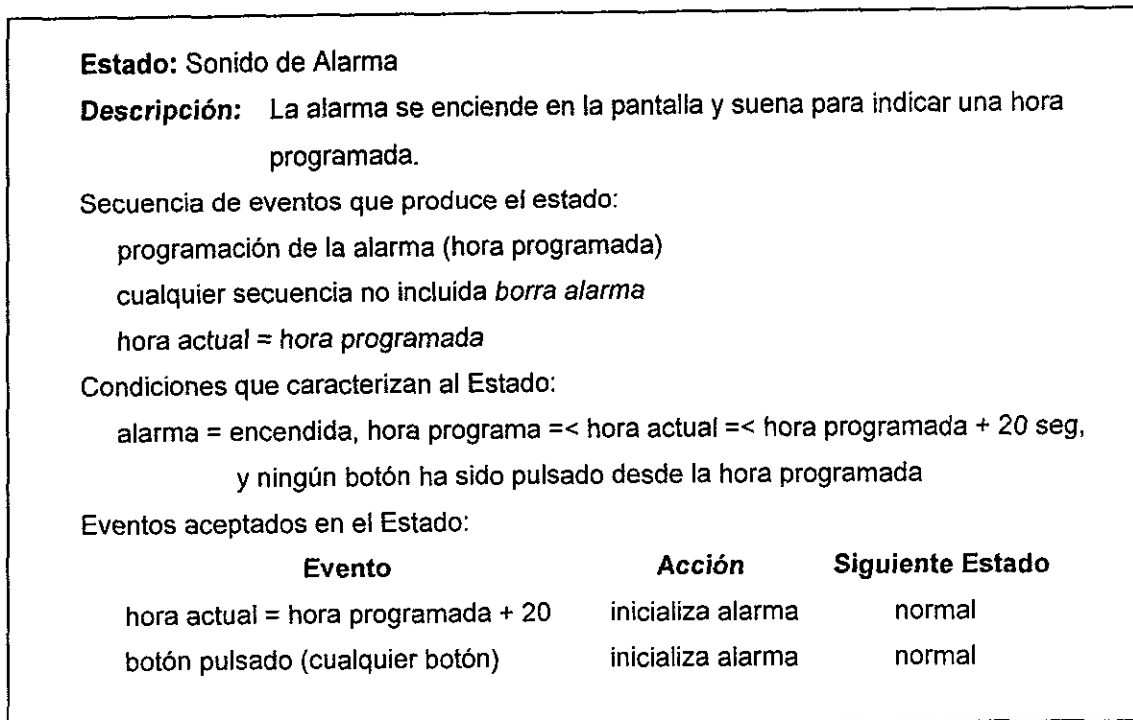 Estado: Sonido de Alarma
Descripción: La alarma se enciende en la pantalla y suena para indicar una hora
programada.
Secuencia de eventos que produce el estado:
programación de la alarma (hora programada)
cualquier secuencia no incluida borra alarma
hora actual = hora programada
Condiciones que caracterizan al Estado:
alarma = encendida, hora programa =< hora actual =< hora programada + 20 seg,
y ningún botón ha sido pulsado desde la hora programada
Eventos aceptados en el Estado:
Evento Acción Siguiente Estado
hora actual = hora programada + 20 inicializa alarma normal
botón pulsado (cualquier botón) inicializa alarma normal